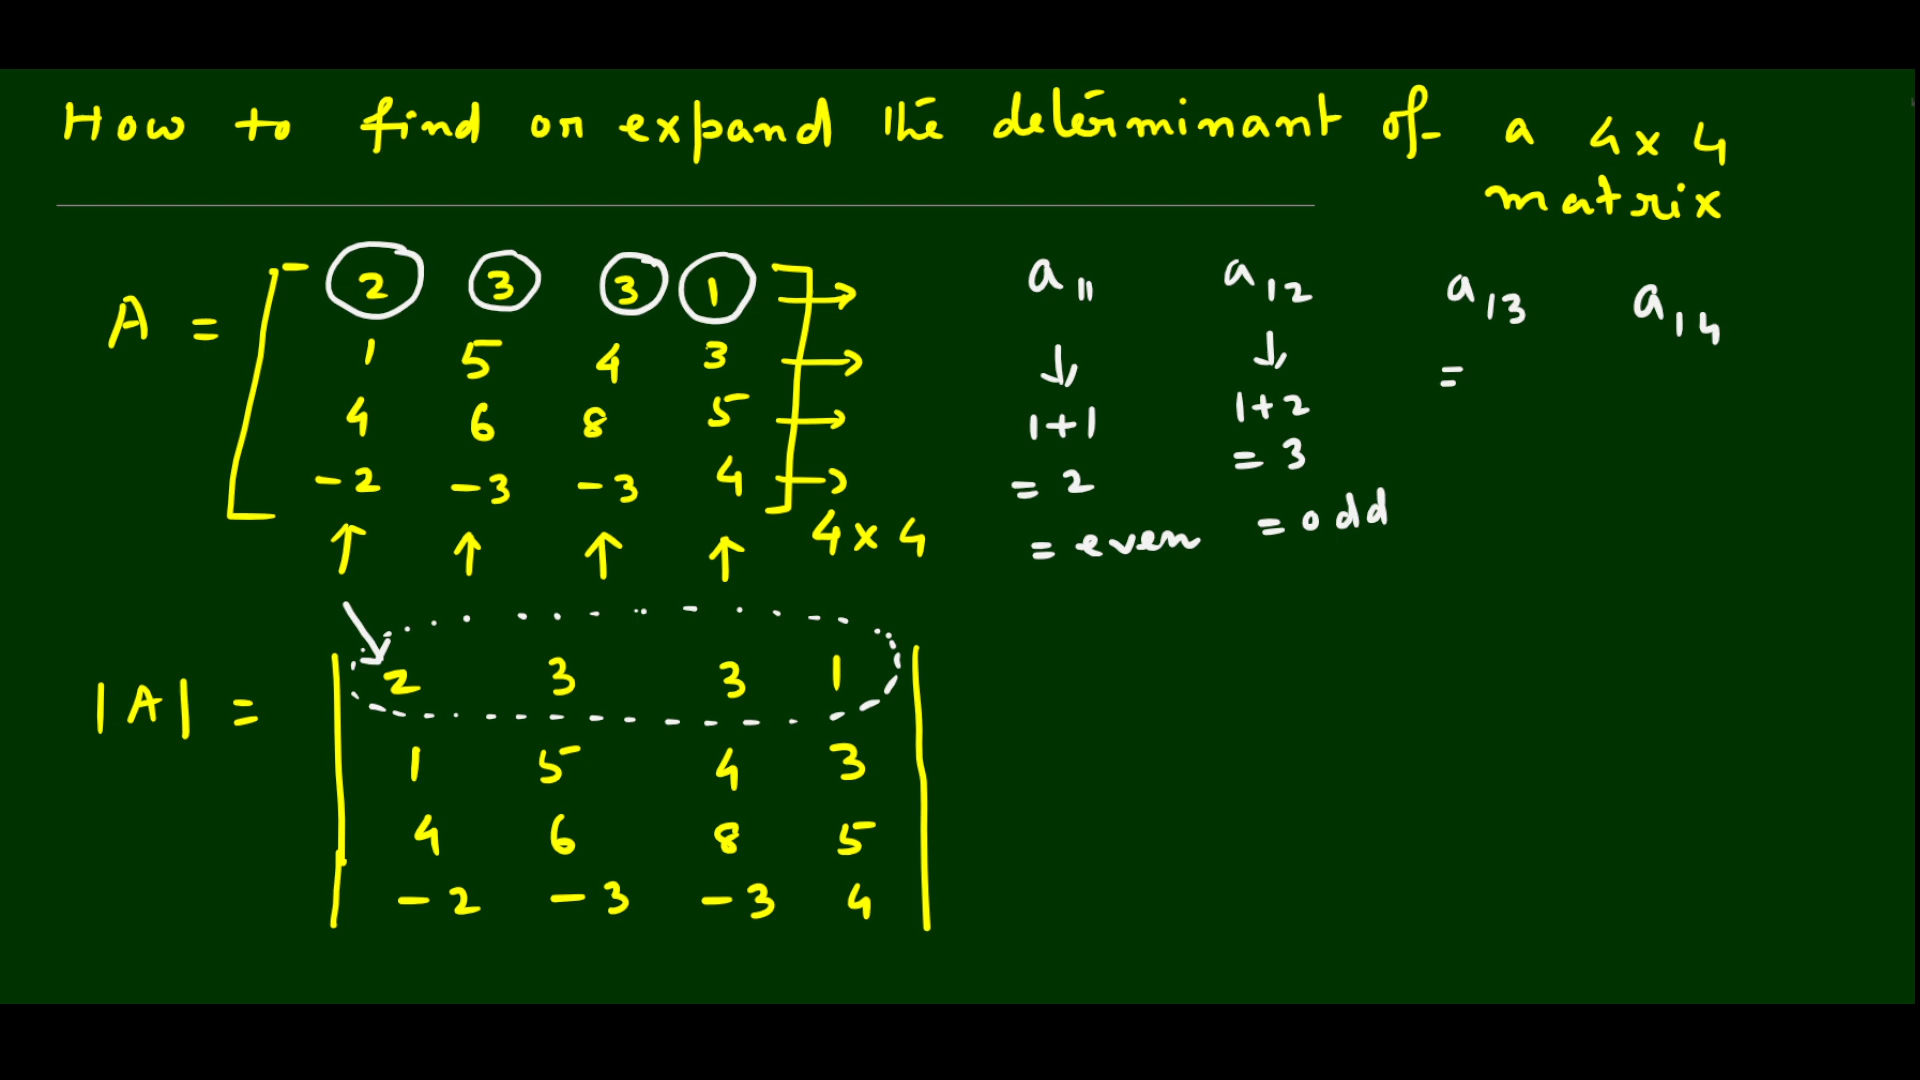 How to find or expand the determinant of a 4x4
matrix
A = [ 2 3 3 1 ] a11 a12 a13 a14
1 5 4 3 ↓ ↓ =
4 6 8 5 1+1 1+2
-2 -3 -3 4 = 2 = 3
4x4 = even = odd
|A| = | 2 3 3 1 |
1 5 4 3
4 6 8 5
-2 -3 -3 4